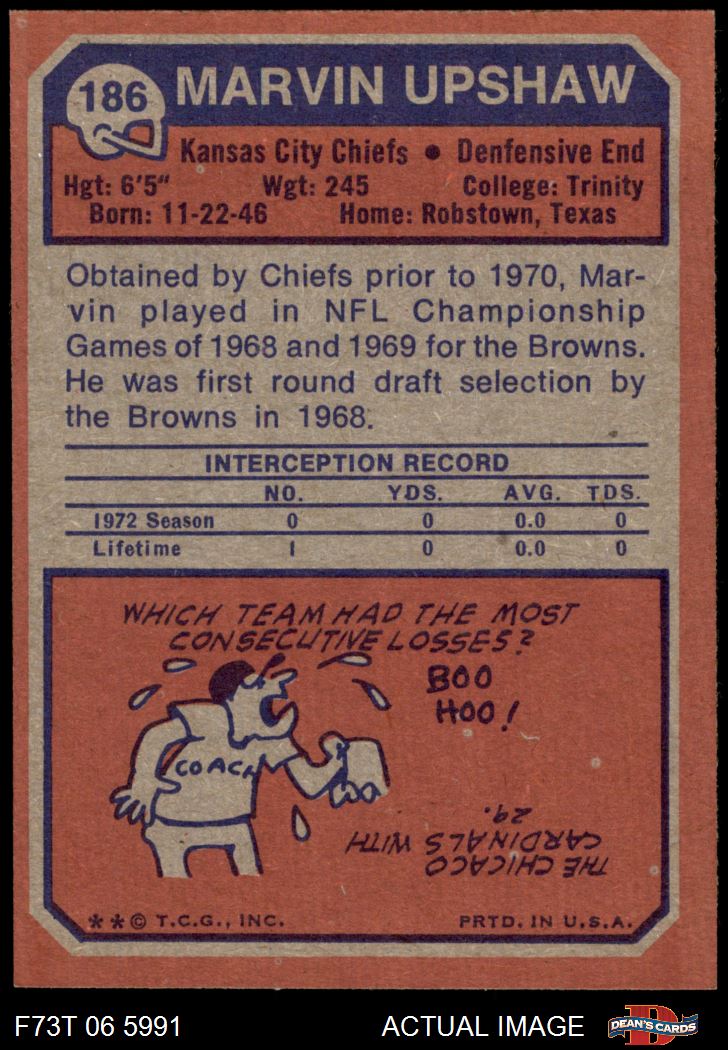 186 MARVIN UPSHAW
Kansas City Chiefs • Denfensive End
Hgt: 6'5" Wgt: 245 College: Trinity
Born: 11-22-46 Home: Robstown, Texas
Obtained by Chiefs prior to 1970, Mar-
vin played in NFL Championship
Games of 1968 and 1969 for the Browns.
He was first round draft selection by
the Browns in 1968.
INTERCEPTION RECORD
NO. YDS. AVG. TDS.
1972 Season 0 0 0.0 0
Lifetime 1 0 0.0 0
WHICH TEAM HAD THE MOST
CONSECUTIVE LOSSES?
BOO
HOO!
COACH
THE CHICAGO
CARDINALS WITH
29.
** © T.C.G., INC. PRTD. IN U.S.A.
F73T 06 5991 ACTUAL IMAGE D DEAN'S CARDS